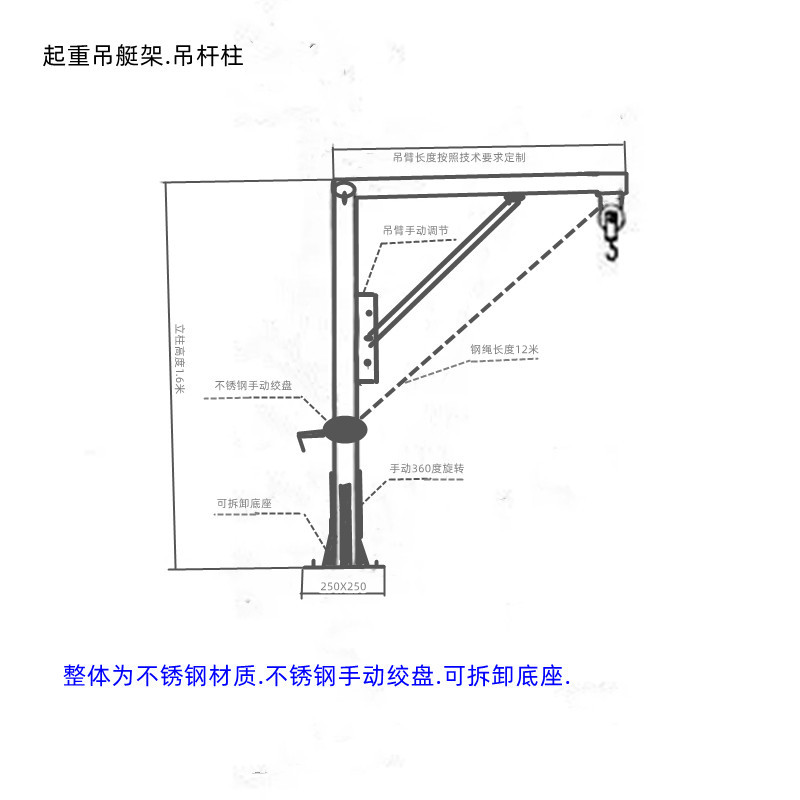 起重吊艇架.吊杆柱
吊臂长度按照技术要求定制
吊臂手动调节
立柱高度1.6米
钢绳长度12米
不锈钢手动绞盘
手动360度旋转
可拆卸底座
250X250
整体为不锈钢材质.不锈钢手动绞盘.可拆卸底座.